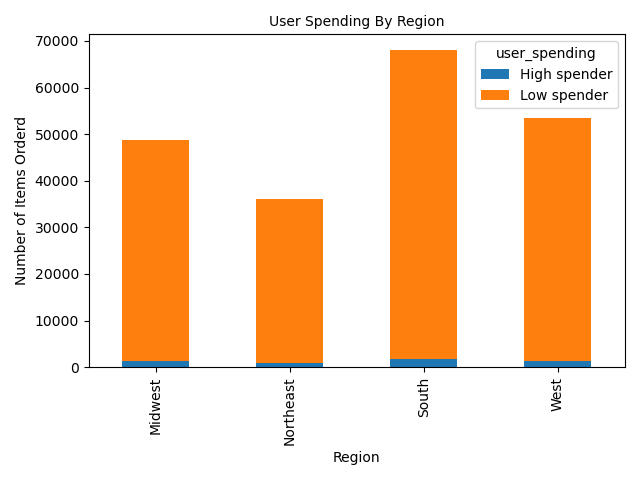 User Spending By Region
user_spending
High spender
Low spender
70000
60000
50000
40000
30000
20000
10000
0
Number of Items Orderd
Midwest
Northeast
South
West
Region